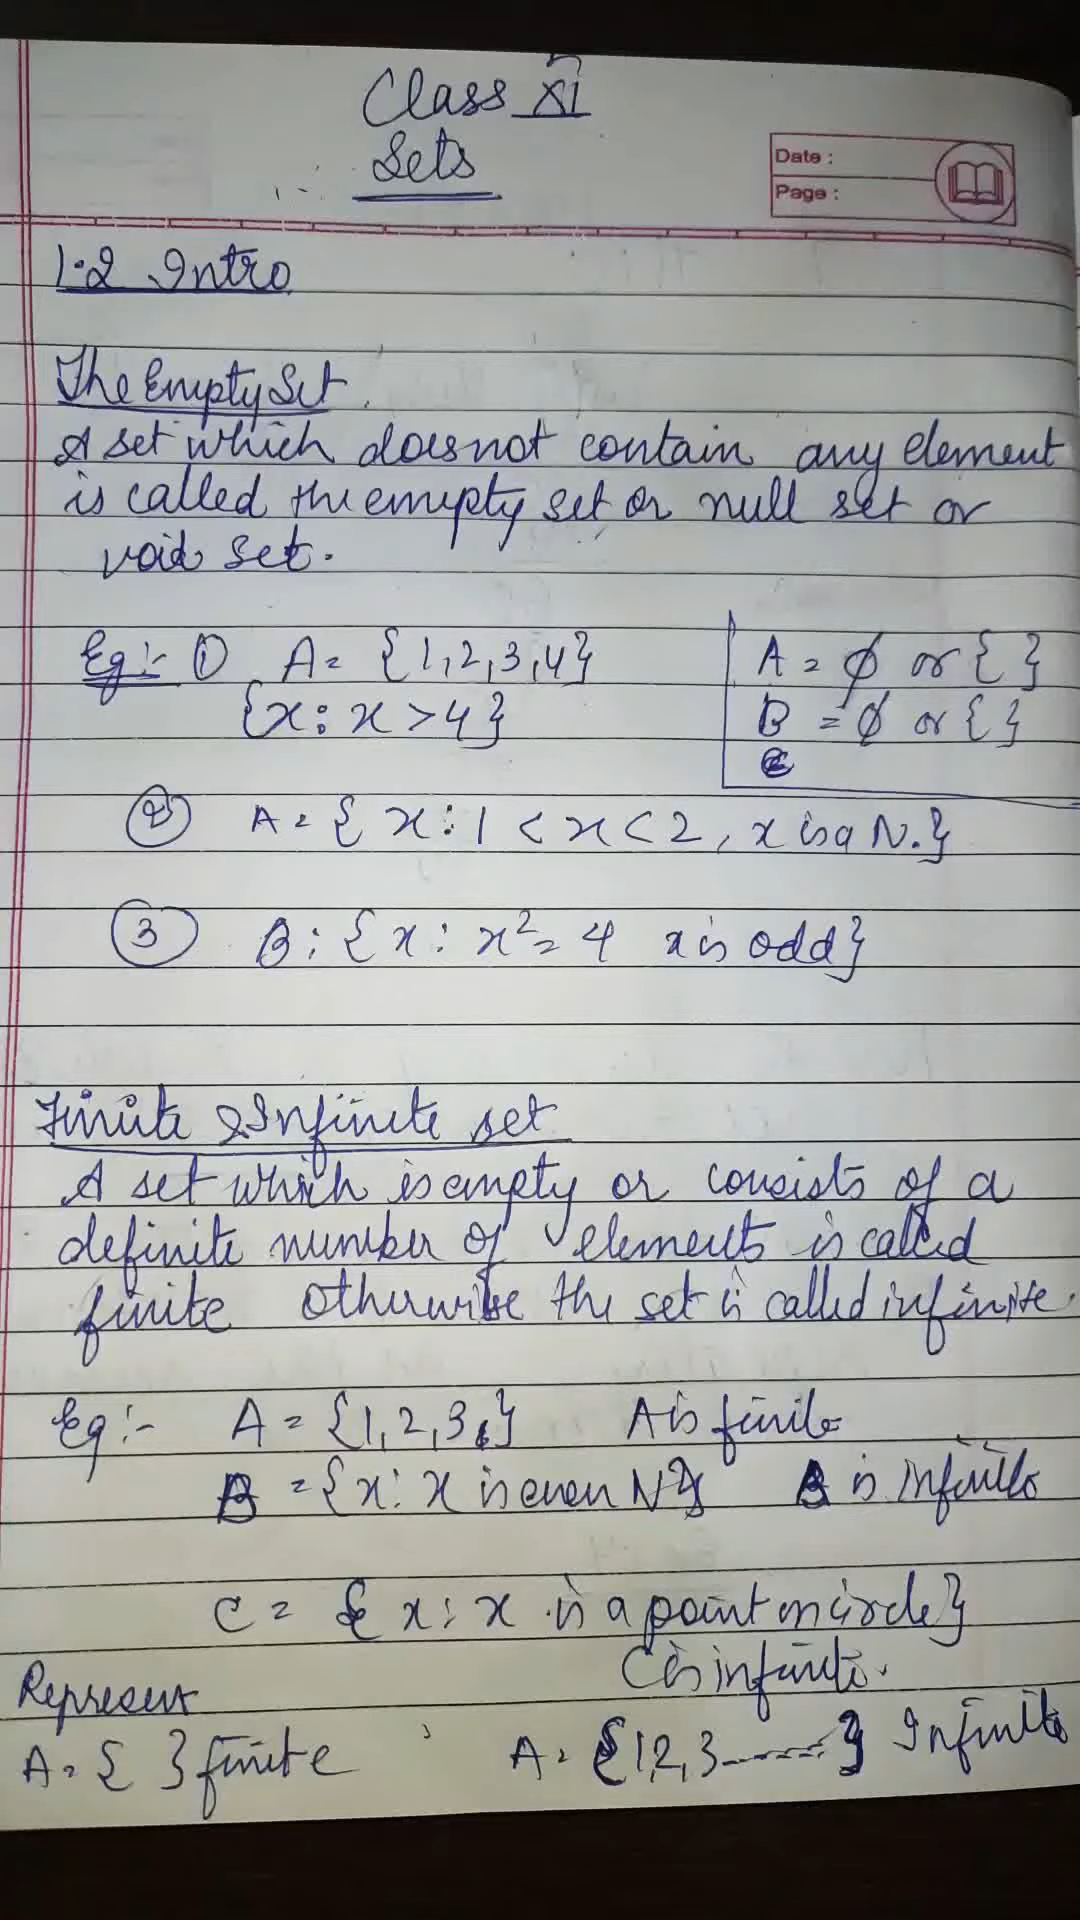 Class XI
Sets
Date :
Page :
1.2 Intro
The Empty Set.
A set which does not contain any element
is called the empty set or null set or
void set.
Eg:- ① A = {1,2,3,4}
{x: x > 4}
A = ϕ or { }
B = ϕ or { }
② A = { x: 1 < x < 2, x is a N.}
③ B: {x: x² = 4 x is odd}
Finite & Infinite set
A set which is empty or consists of a
definite number of elements is called
finite otherwise the set is called infinite.
Eg:- A = {1,2,3,} A is finite
B = {x: x is even N} B is infinite
C = { x: x is a point on circle}
C is infinite.
Represent
A = { } finite , A = {1,2,3------} Infinite